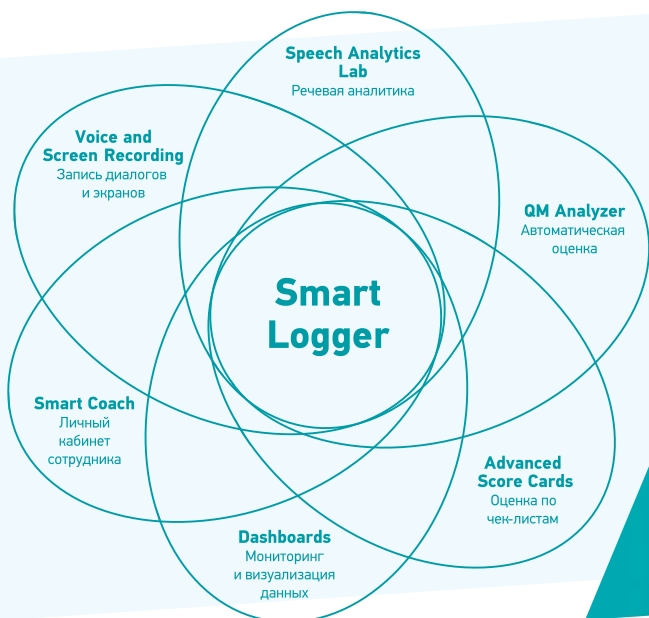 Speech Analytics
Lab
Речевая аналитика
Voice and
Screen Recording
Запись диалогов
и экранов
QM Analyzer
Автоматическая
оценка
Smart
Logger
Smart Coach
Личный
кабинет
сотрудника
Advanced
Score Cards
Оценка по
чек-листам
Dashboards
Мониторинг
и визуализация
данных